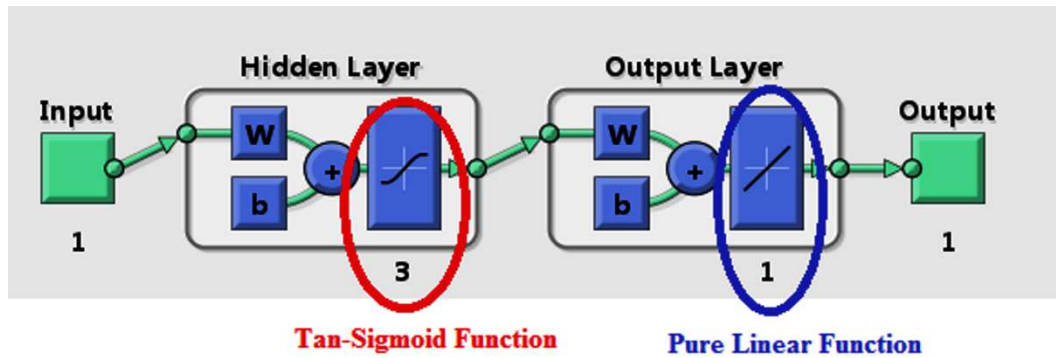 Hidden Layer
Output Layer
Input
Output
W
b
+
W
b
+
1
3
1
1
Tan-Sigmoid Function
Pure Linear Function